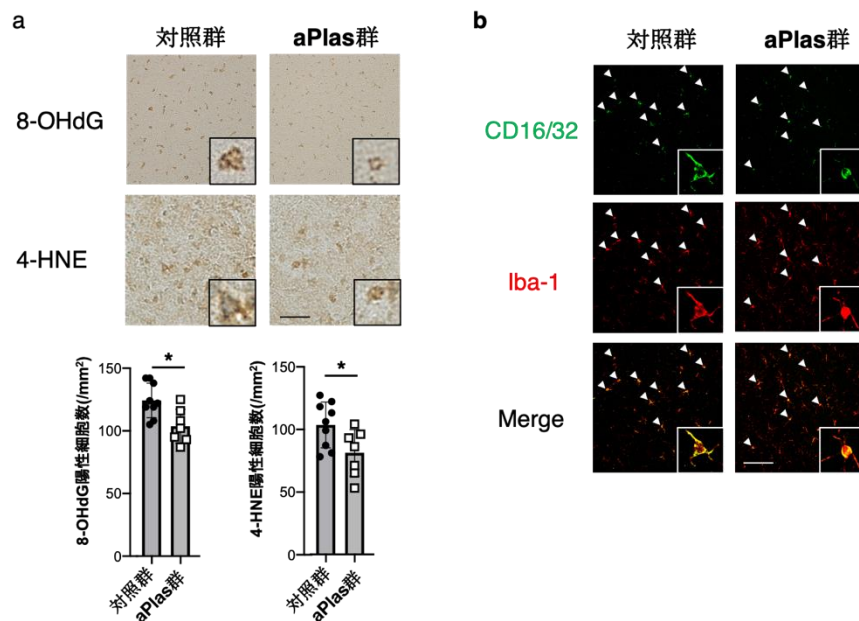 a
対照群 aPlas群
8-OHdG
4-HNE
150
100
50
0
8-OHdG陽性細胞数(/mm²)
*
対照群
aPlas群
150
100
50
0
4-HNE陽性細胞数(/mm²)
*
対照群
aPlas群
b
対照群 aPlas群
CD16/32
Iba-1
Merge